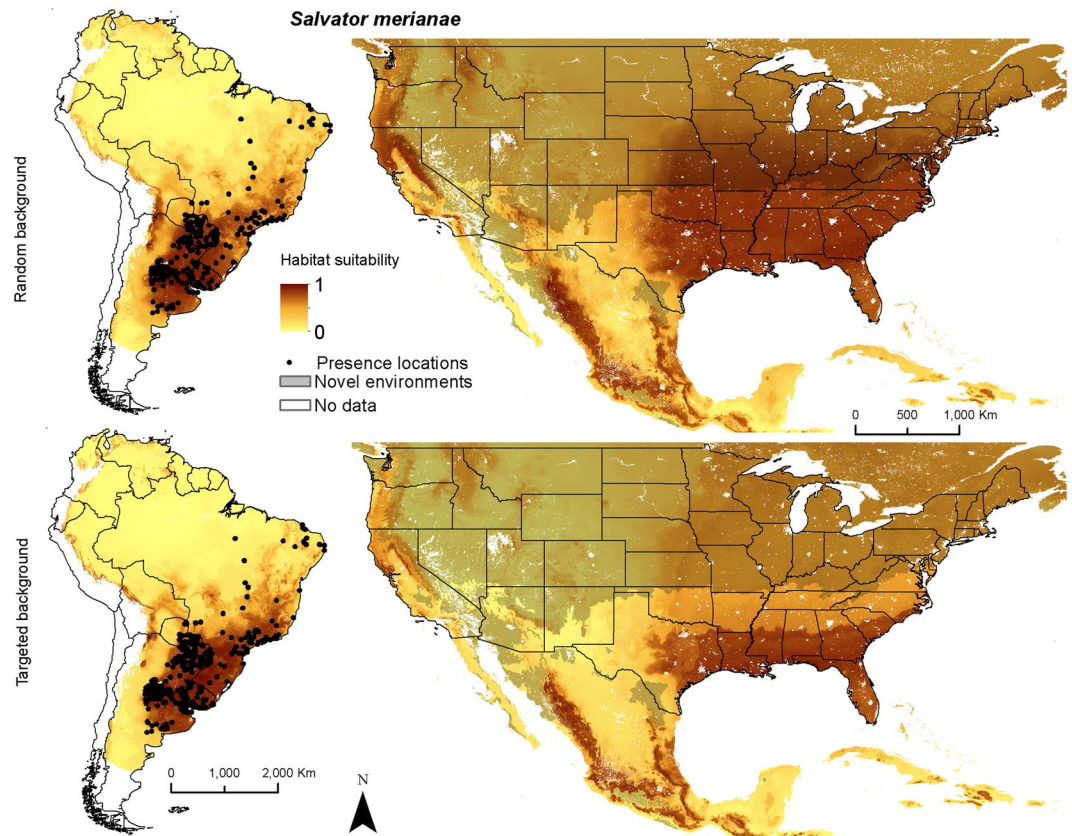 Salvator merianae
Random background
Habitat suitability
1
0
Presence locations
Novel environments
No data
0 500 1,000 Km
Targeted background
0 1,000 2,000 Km
N